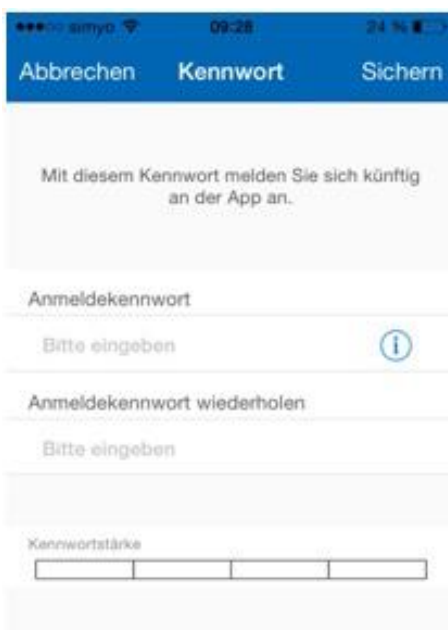 simyo 09:28 24 %
Abbrechen Kennwort Sichern
Mit diesem Kennwort melden Sie sich künftig
an der App an.
Anmeldekennwort
Bitte eingeben i
Anmeldekennwort wiederholen
Bitte eingeben
Kennwortstärke